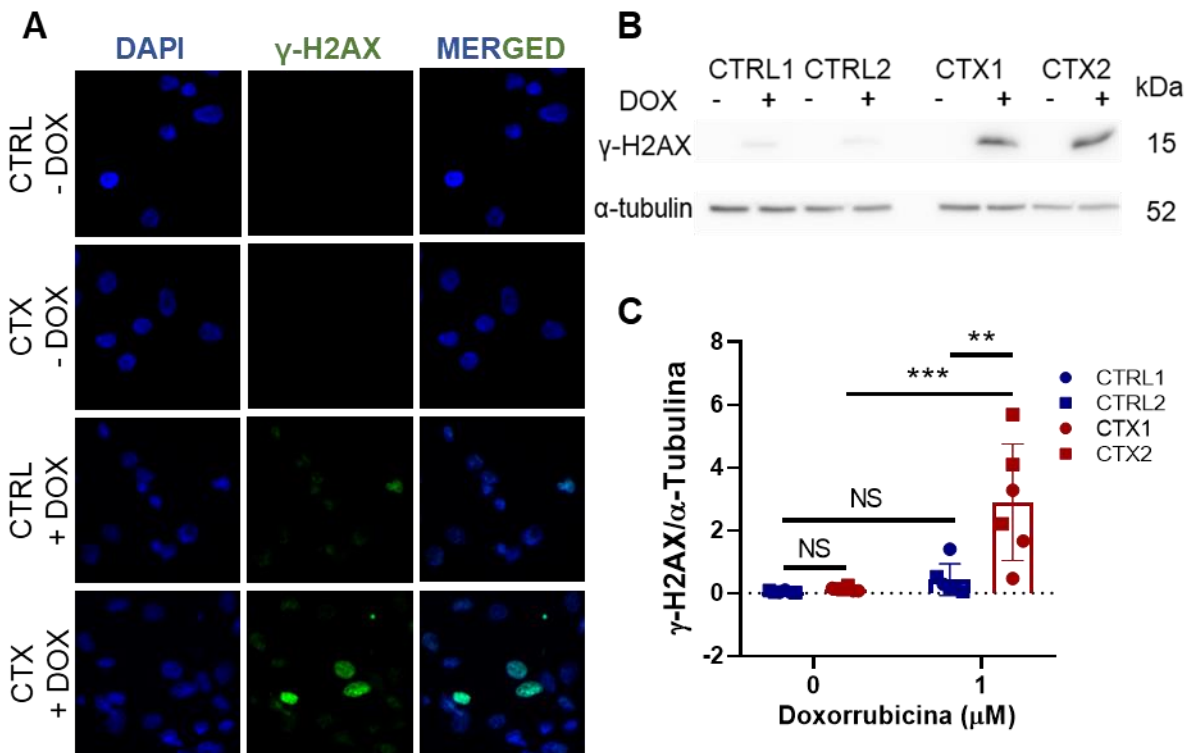 A
DAPI γ-H2AX MERGED
CTRL
- DOX
CTX
- DOX
CTRL
+ DOX
CTX
+ DOX
B
CTRL1 CTRL2 CTX1 CTX2 kDa
DOX - + - + - + - +
γ-H2AX 15
α-tubulin 52
C
γ-H2AX/α-Tubulina
8
6
4
2
0
-2
**
***
NS
NS
CTRL1
CTRL2
CTX1
CTX2
0 1
Doxorrubicina (μM)